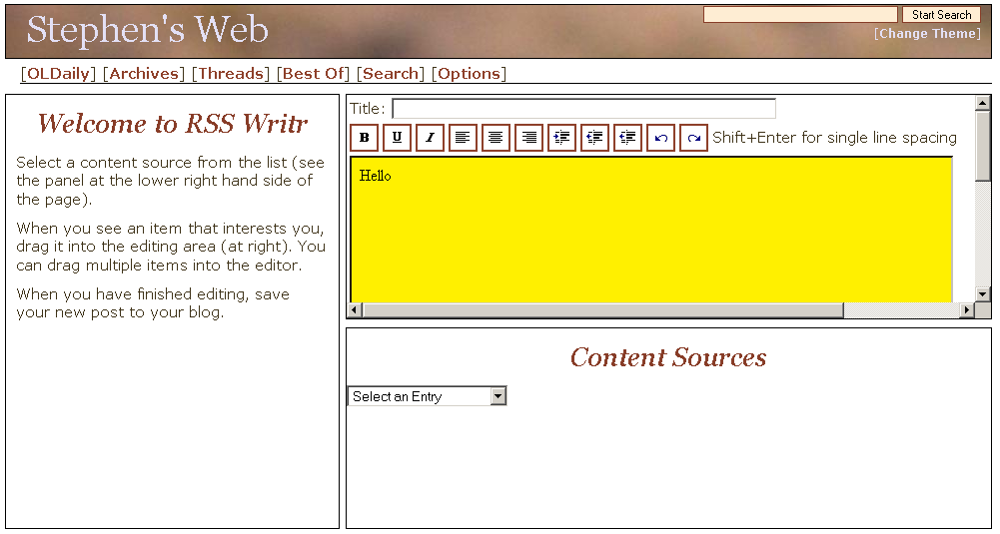 Stephen's Web
Start Search
[Change Theme]
[OLDaily] [Archives] [Threads] [Best Of] [Search] [Options]
Welcome to RSS Writr
Select a content source from the list (see
the panel at the lower right hand side of
the page).
When you see an item that interests you,
drag it into the editing area (at right). You
can drag multiple items into the editor.
When you have finished editing, save
your new post to your blog.
Title:
B U I Shift+Enter for single line spacing
Hello
Content Sources
Select an Entry